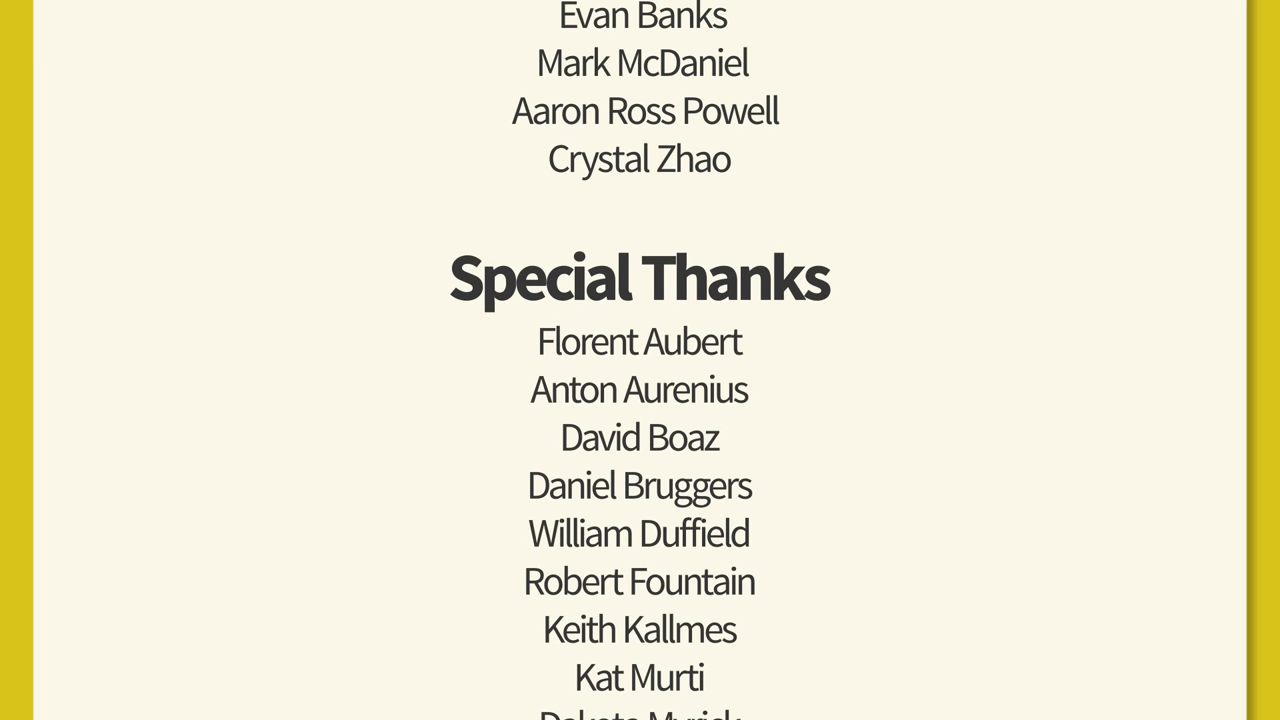 Evan Banks
Mark McDaniel
Aaron Ross Powell
Crystal Zhao
Special Thanks
Florent Aubert
Anton Aurenius
David Boaz
Daniel Bruggers
William Duffield
Robert Fountain
Keith Kallmes
Kat Murti